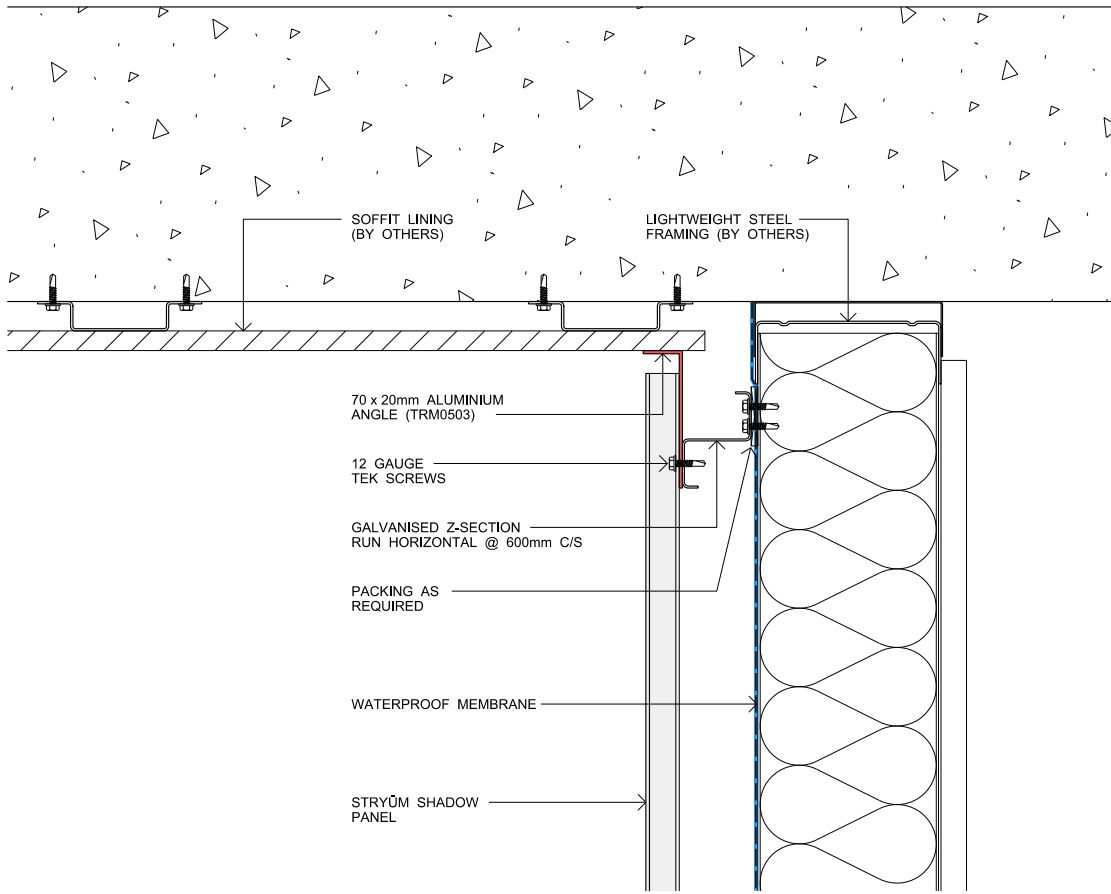 SOFFIT LINING
(BY OTHERS)
LIGHTWEIGHT STEEL
FRAMING (BY OTHERS)
70 x 20mm ALUMINIUM
ANGLE (TRM0503)
12 GAUGE
TEK SCREWS
GALVANISED Z-SECTION
RUN HORIZONTAL @ 600mm C/S
PACKING AS
REQUIRED
WATERPROOF MEMBRANE
STRYŪM SHADOW
PANEL